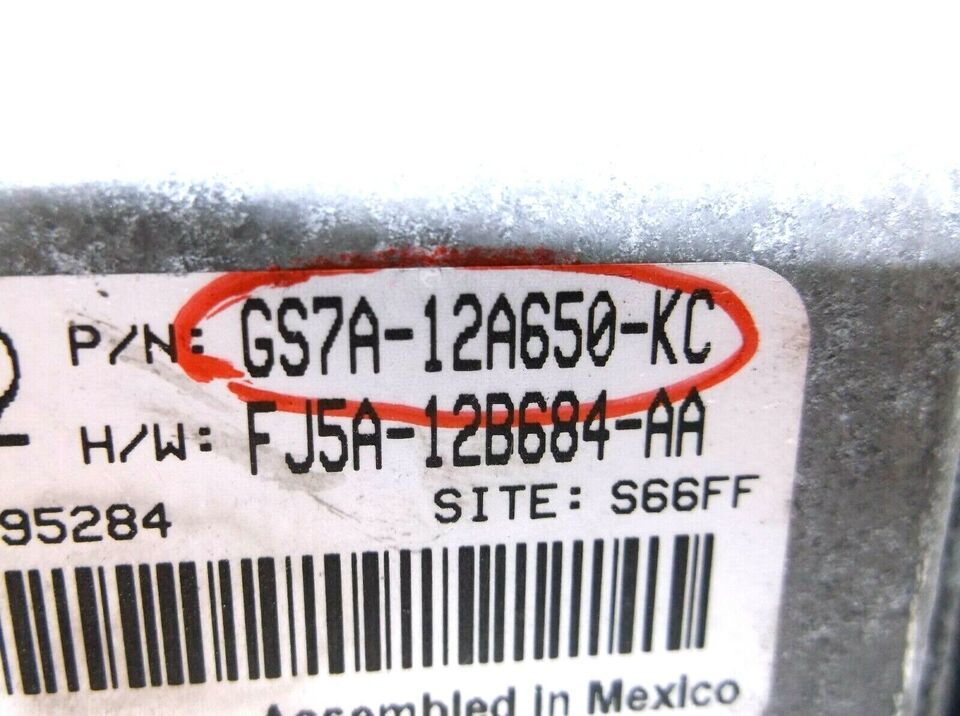 P/N: GS7A-12A650-KC
H/W: FJ5A-12B684-AA
SITE: S66FF
95284
Assembled in Mexico